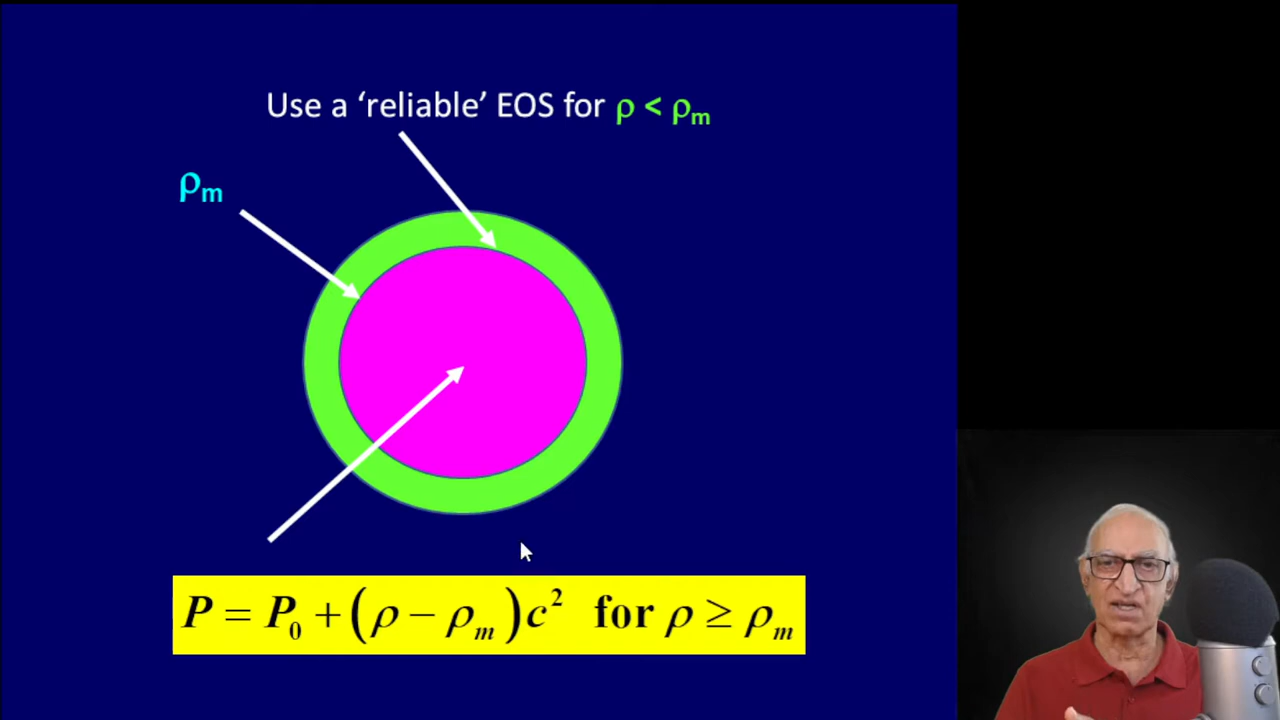 Use a ‘reliable’ EOS for ρ < ρₘ
ρₘ
P = P₀ + (ρ − ρₘ)c² for ρ ≥ ρₘ